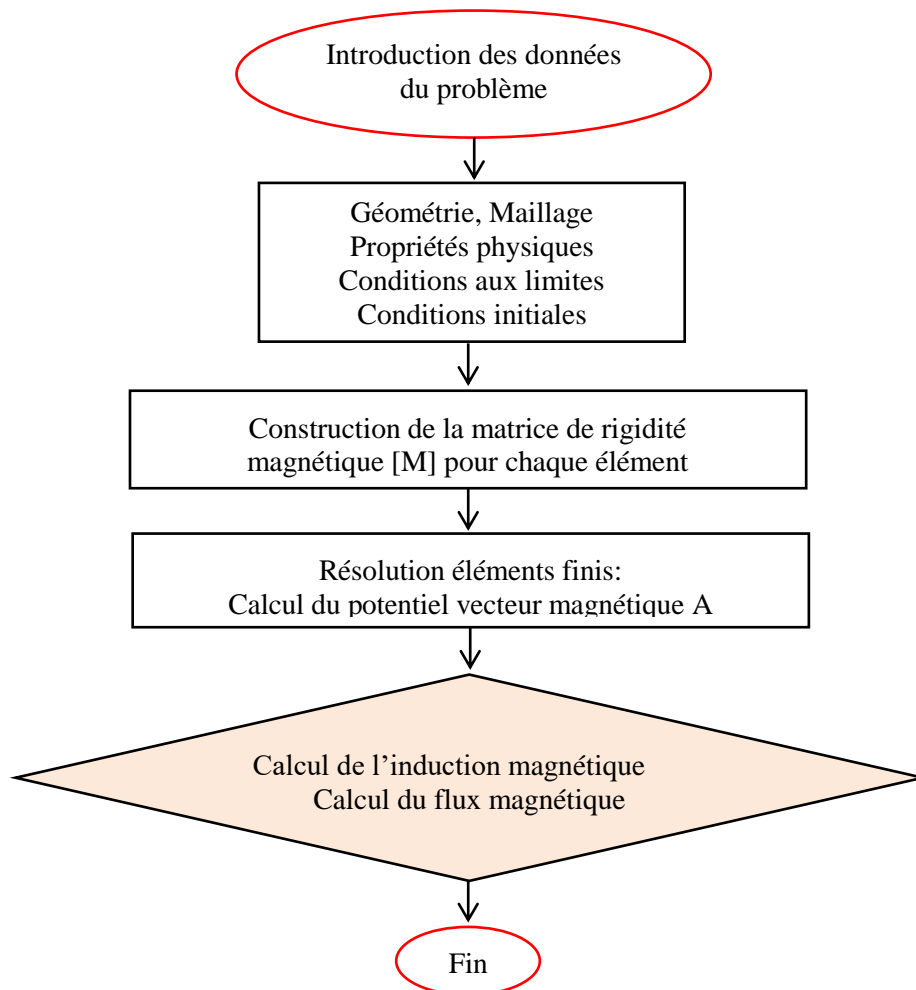 Introduction des données
du problème
Géométrie, Maillage
Propriétés physiques
Conditions aux limites
Conditions initiales
Construction de la matrice de rigidité
magnétique [M] pour chaque élément
Résolution éléments finis:
Calcul du potentiel vecteur magnétique A
Calcul de l’induction magnétique
Calcul du flux magnétique
Fin